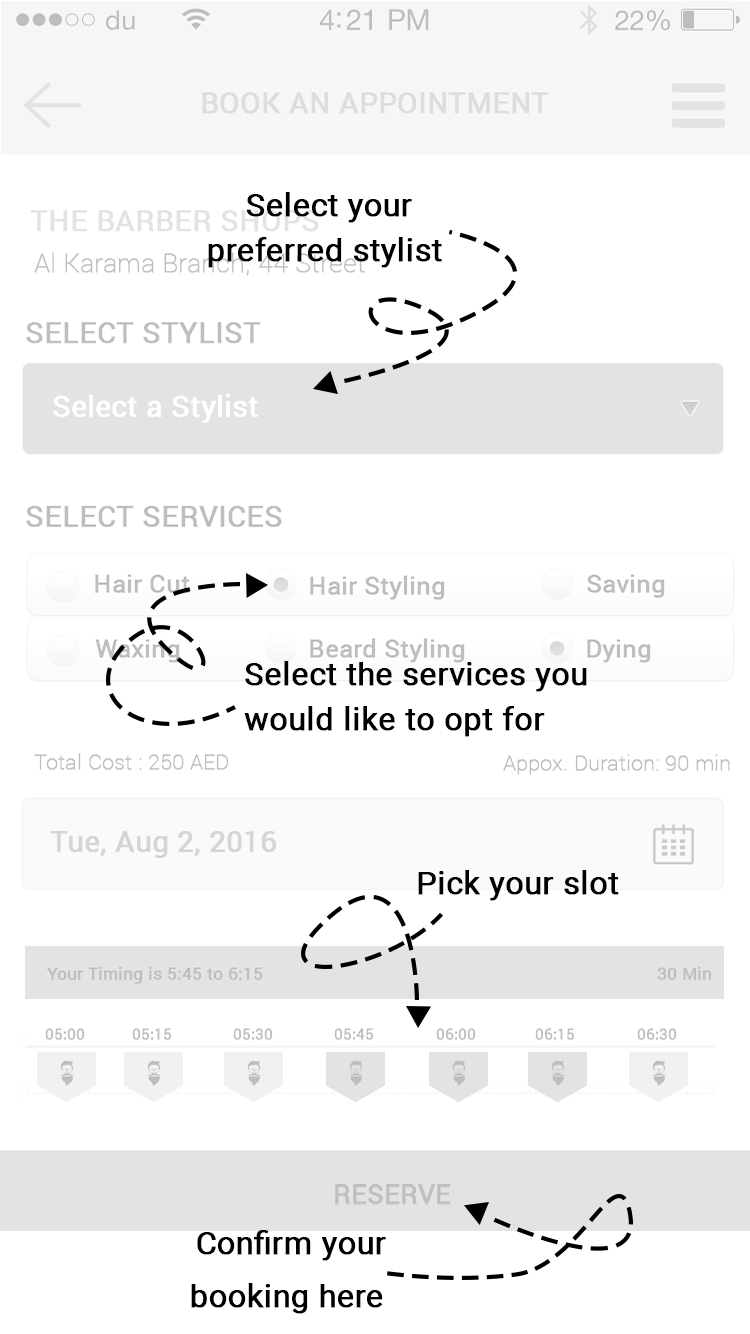 du 4:21 PM 22%
BOOK AN APPOINTMENT
THE BARBER SHOPS
Select your
preferred stylist
Al Karama Branch, 44 Street
SELECT STYLIST
Select a Stylist
SELECT SERVICES
Hair Cut Hair Styling Saving
Waxing Beard Styling Dying
Select the services you
would like to opt for
Total Cost : 250 AED Appox. Duration: 90 min
Tue, Aug 2, 2016
Pick your slot
Your Timing is 5:45 to 6:15 30 Min
05:00 05:15 05:30 05:45 06:00 06:15 06:30
RESERVE
Confirm your
booking here